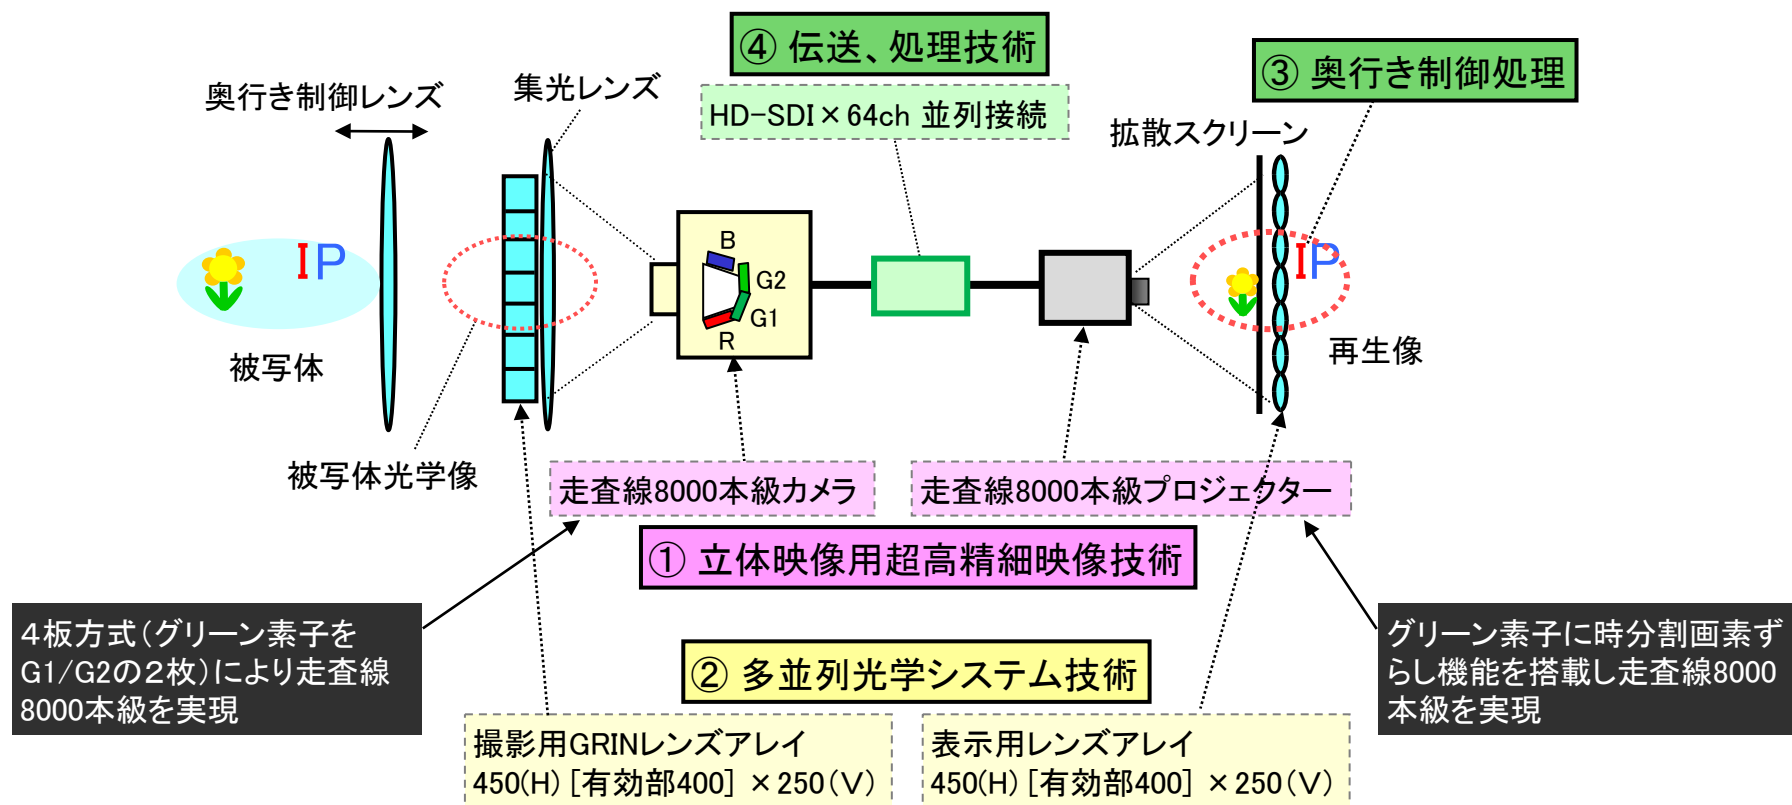 ④ 伝送、処理技術
③ 奥行き制御処理
奥行き制御レンズ
集光レンズ
HD-SDI×64ch 並列接続
拡散スクリーン
IP
B
G2
G1
R
IP
被写体
再生像
被写体光学像
走査線8000本級カメラ
走査線8000本級プロジェクター
① 立体映像用超高精細映像技術
4板方式(グリーン素子を
G1/G2の2枚)により走査線
8000本級を実現
② 多並列光学システム技術
グリーン素子に時分割画素ず
らし機能を搭載し走査線8000
本級を実現
撮影用GRINレンズアレイ
450(H) [有効部400] ×250(V)
表示用レンズアレイ
450(H) [有効部400] ×250(V)